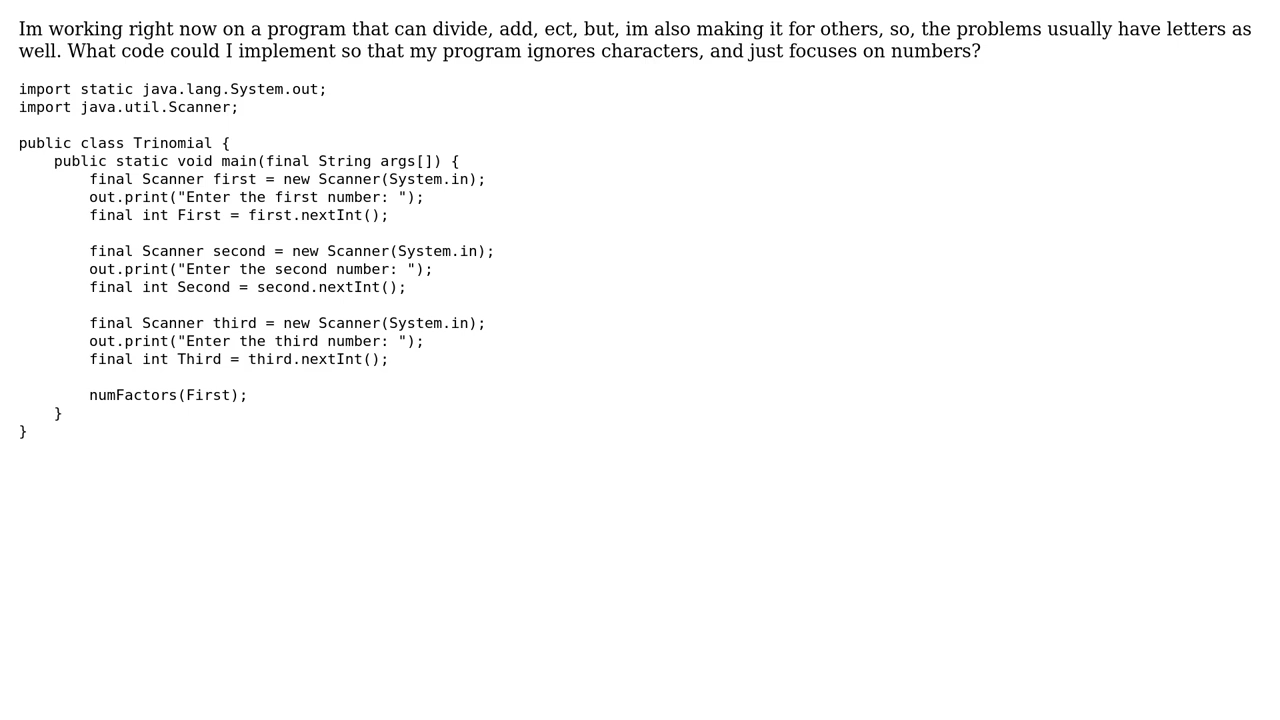 Im working right now on a program that can divide, add, ect, but, im also making it for others, so, the problems usually have letters as
well. What code could I implement so that my program ignores characters, and just focuses on numbers?
import static java.lang.System.out;
import java.util.Scanner;
public class Trinomial {
    public static void main(final String args[]) {
        final Scanner first = new Scanner(System.in);
        out.print("Enter the first number: ");
        final int First = first.nextInt();
        final Scanner second = new Scanner(System.in);
        out.print("Enter the second number: ");
        final int Second = second.nextInt();
        final Scanner third = new Scanner(System.in);
        out.print("Enter the third number: ");
        final int Third = third.nextInt();
        numFactors(First);
    }
}